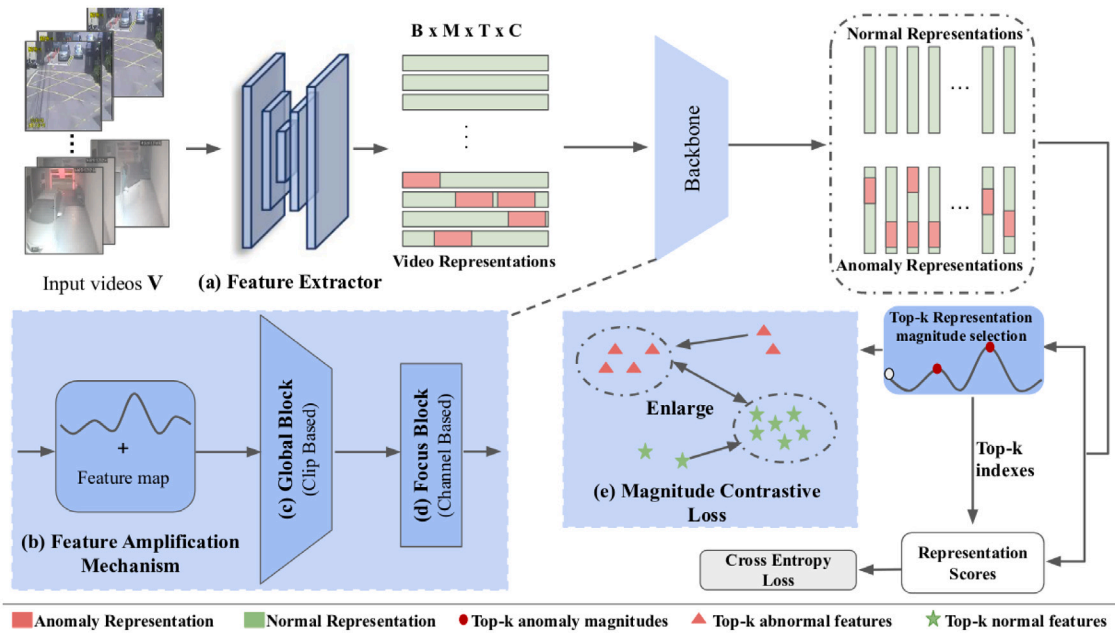 B x M x T x C
Normal Representations
...
Backbone
Input videos V
(a) Feature Extractor
Video Representations
...
Anomaly Representations
Top-k Representation
magnitude selection
+
Feature map
(b) Feature Amplification
Mechanism
(c) Global Block
(Clip Based)
(d) Focus Block
(Channel Based)
Enlarge
(e) Magnitude Contrastive
Loss
Top-k
indexes
Representation
Scores
Cross Entropy
Loss
Anomaly Representation
Normal Representation
Top-k anomaly magnitudes
Top-k abnormal features
Top-k normal features